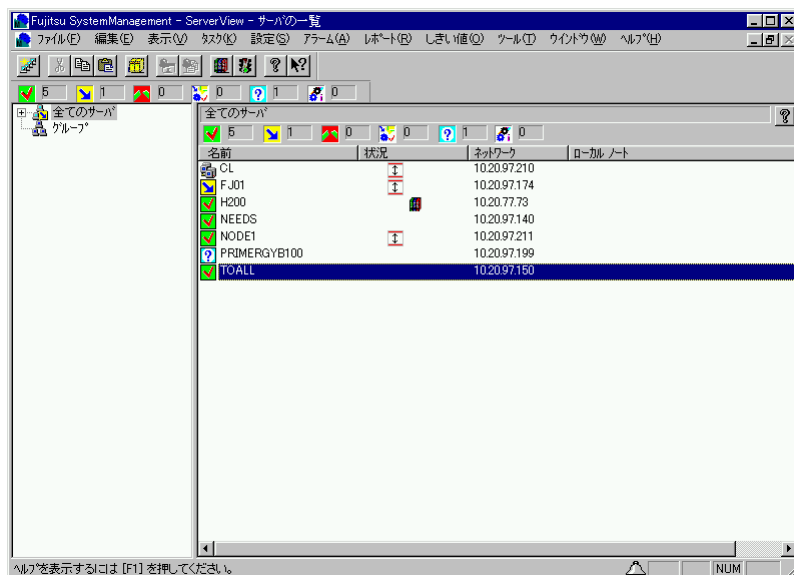 Fujitsu SystemManagement - ServerView - サーバの一覧
ファイル(F) 編集(E) 表示(V) タスク(K) 設定(S) アラーム(A) レポート(R) しきい値(O) ツール(T) ウインドウ(W) ヘルプ(H)
5 1 0 0 1 0
全てのサーバ
グループ
全てのサーバ
5 1 0 0 1 0
名前 状況 ネットワーク ローカル ノート
CL 10.20.97.210
FJ01 10.20.97.174
H200 10.20.77.73
NEEDS 10.20.97.140
NODE1 10.20.97.211
PRIMERGYB100 10.20.97.199
TOALL 10.20.97.150
ヘルプを表示するには [F1] を押してください。 NUM